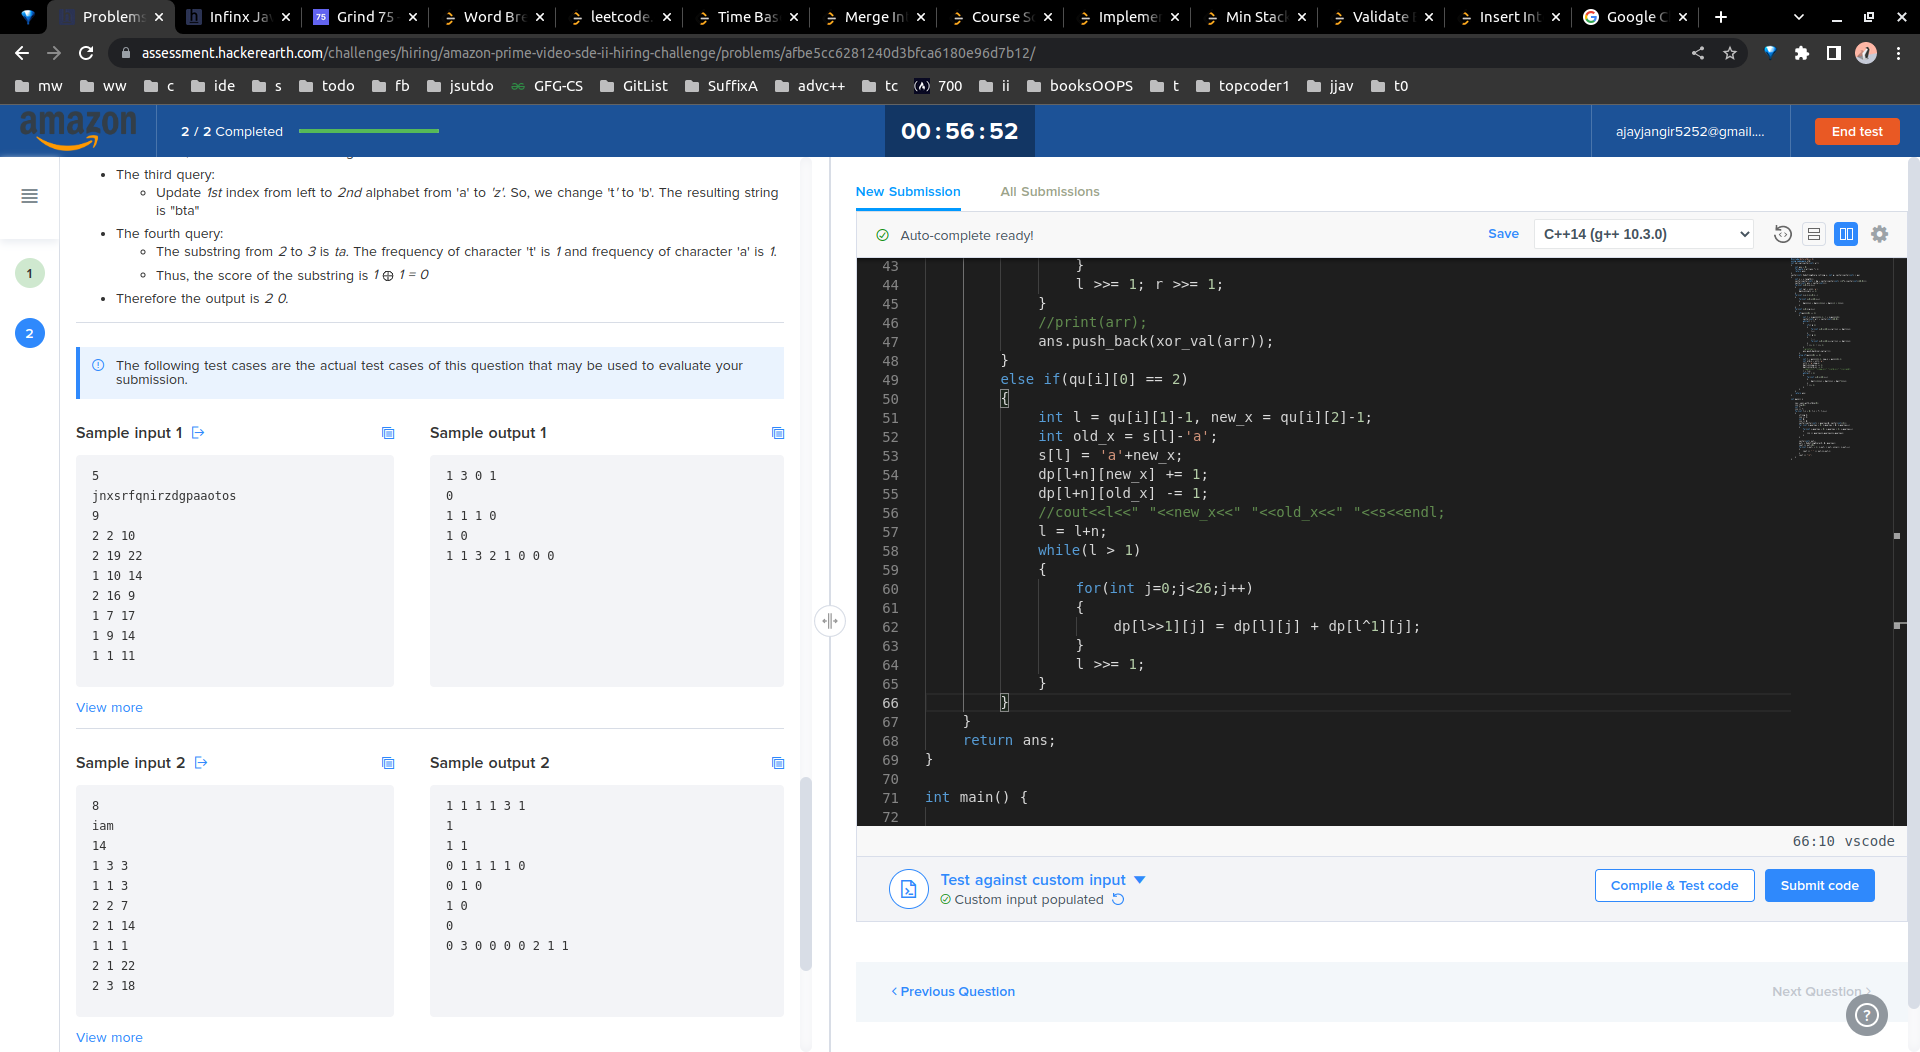 Problems
Infinx Ja
75 Grind 75
Word Bre
leetcode.
Time Bas
Merge In
Course S
Impleme
Min Stac
Validate
Insert Int
Google C
assessment.hackerearth.com/challenges/hiring/amazon-prime-video-sde-ii-hiring-challenge/problems/afbe5cc6281240d3bfca6180e96d7b12/
mw ww c ide s todo fb jsutdo GFG-CS GitList SuffixA advc++ tc 700 ii booksOOPS t topcoder1 jjav t0
amazon
2 / 2 Completed
00:56:52
ajayjangir5252@gmail....
End test
1
2
The third query:
Update 1st index from left to 2nd alphabet from 'a' to 'z'. So, we change 't' to 'b'. The resulting string
is "bta"
The fourth query:
The substring from 2 to 3 is ta. The frequency of character 't' is 1 and frequency of character 'a' is 1.
Thus, the score of the substring is 1 ⊕ 1 = 0
Therefore the output is 2 0.
The following test cases are the actual test cases of this question that may be used to evaluate your
submission.
Sample input 1
5
jnxsrfqnirzdgpaaotos
9
2 2 10
2 19 22
1 10 14
2 16 9
1 7 17
1 9 14
1 1 11
Sample output 1
1 3 0 1
0
1 1 1 0
1 0
1 1 3 2 1 0 0 0
View more
Sample input 2
8
iam
14
1 3 3
1 1 3
2 2 7
2 1 14
1 1 1
2 1 22
2 3 18
Sample output 2
1 1 1 1 3 1
1
1 1
0 1 1 1 1 0
0 1 0
1 0
0
0 3 0 0 0 0 2 1 1
View more
New Submission
All Submissions
Auto-complete ready!
Save
C++14 (g++ 10.3.0)
43 }
44 l >>= 1; r >>= 1;
45 }
46 //print(arr);
47 ans.push_back(xor_val(arr));
48 }
49 else if(qu[i][0] == 2)
50 {
51 int l = qu[i][1]-1, new_x = qu[i][2]-1;
52 int old_x = s[l]-'a';
53 s[l] = 'a'+new_x;
54 dp[l+n][new_x] += 1;
55 dp[l+n][old_x] -= 1;
56 //cout<<l<<" "<<new_x<<" "<<old_x<<" "<<s<<endl;
57 l = l+n;
58 while(l > 1)
59 {
60 for(int j=0;j<26;j++)
61 {
62 dp[l>>1][j] = dp[l][j] + dp[l^1][j];
63 }
64 l >>= 1;
65 }
66 }
67 }
68 return ans;
69 }
70
71 int main() {
72
66:10 vscode
Test against custom input
Custom input populated
Compile & Test code
Submit code
Previous Question
Next Question
?